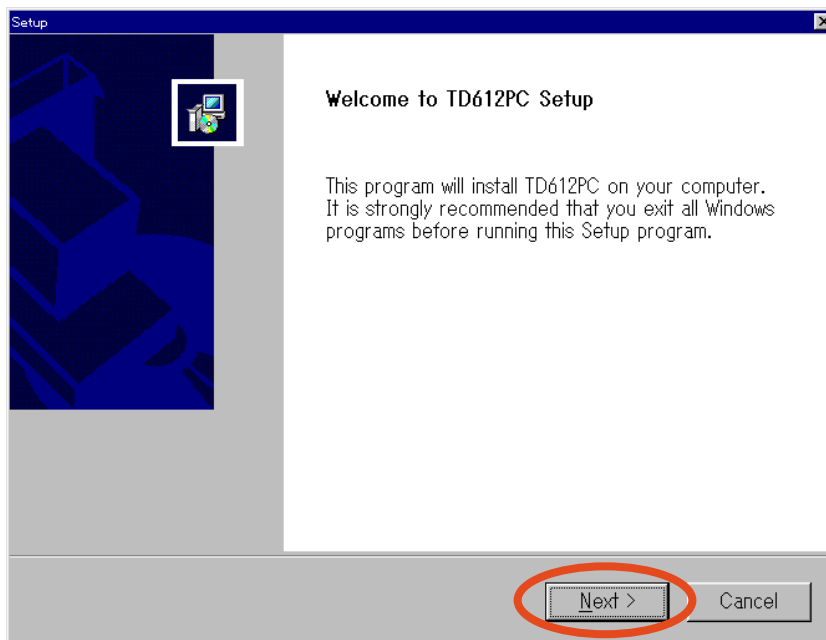 Setup
Welcome to TD612PC Setup
This program will install TD612PC on your computer.
It is strongly recommended that you exit all Windows
programs before running this Setup program.
Next >
Cancel